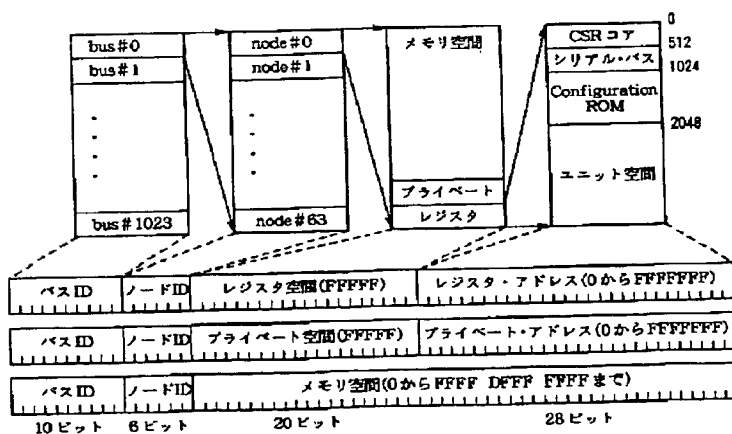 bus#0
bus#1
bus#1023
node#0
node#1
node#63
メモリ空間
プライベート
レジスタ
CSRコア
シリアル・バス
Configuration
ROM
ユニット空間
0
512
1024
2048
バスID ノードID レジスタ空間(FFFFF) レジスタ・アドレス(0からFFFFFFF)
バスID ノードID プライベート空間(FFFFF) プライベート・アドレス(0からFFFFFFF)
バスID ノードID メモリ空間(0からFFFF DFFF FFFFまで)
10ビット 6ビット 20ビット 28ビット